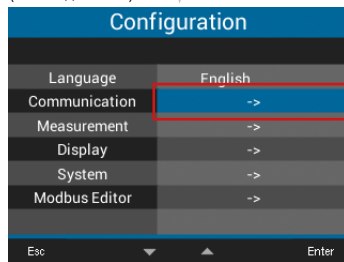 Configuration
Language English
Communication ->
Measurement ->
Display ->
System ->
Modbus Editor ->
Esc ▼ ▲ Enter